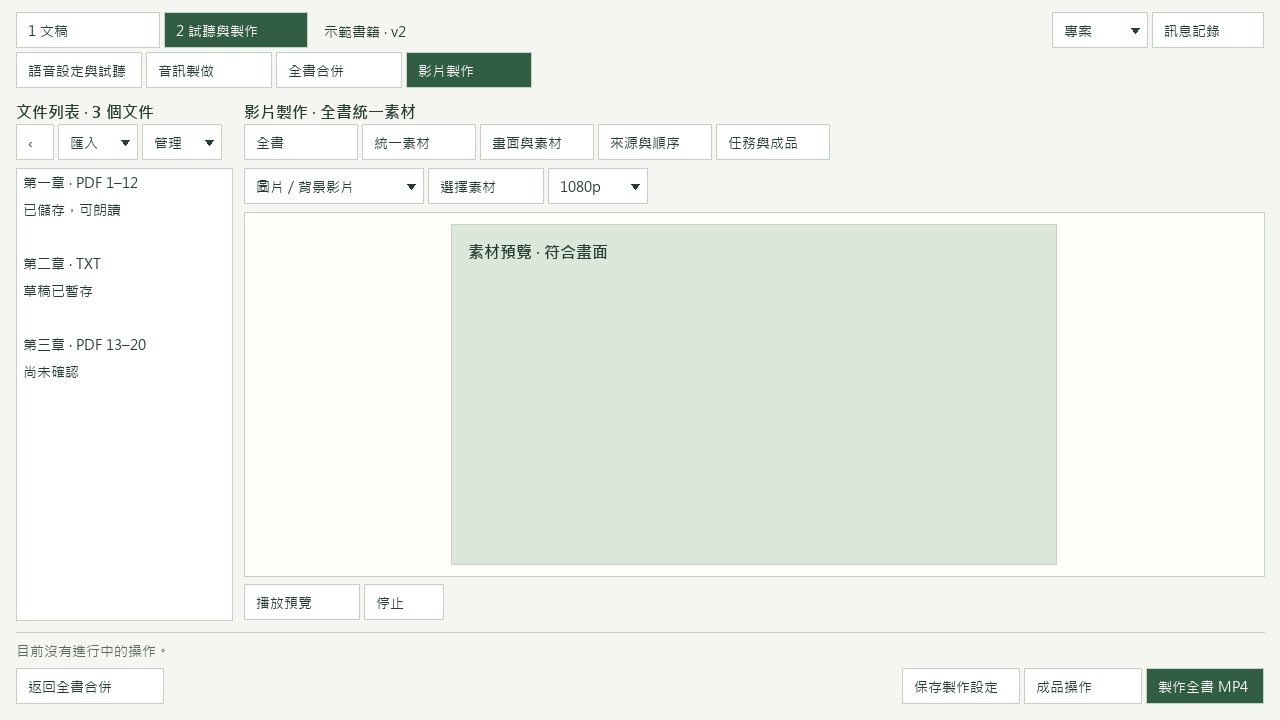 1 文稿
2 試聽與製作
示範書籍 · v2
專案
訊息記錄
語音設定與試聽
音訊製做
全書合併
影片製作
文件列表 · 3 個文件
影片製作 · 全書統一素材
‹
匯入
管理
全書
統一素材
畫面與素材
來源與順序
任務與成品
圖片 / 背景影片
選擇素材
1080p
第一章 · PDF 1–12
已儲存，可朗讀
第二章 · TXT
草稿已暫存
第三章 · PDF 13–20
尚未確認
素材預覽 · 符合畫面
播放預覽
停止
目前沒有進行中的操作。
返回全書合併
保存製作設定
成品操作
製作全書 MP4